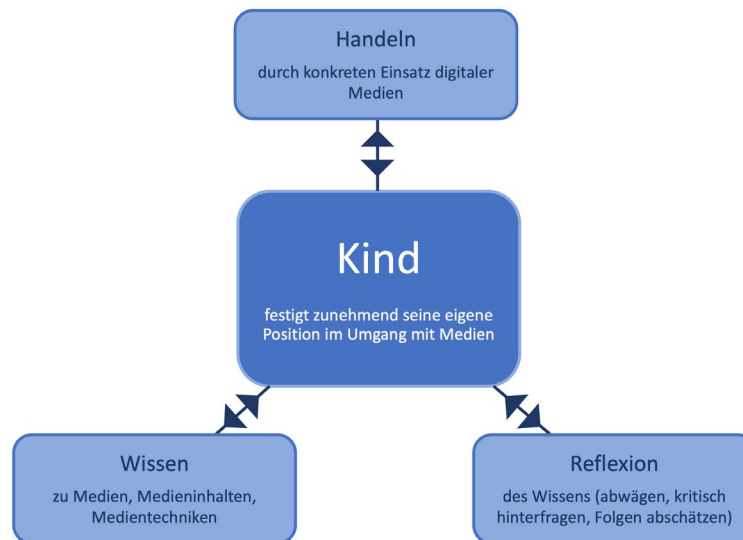 Handeln
durch konkreten Einsatz digitaler
Medien
Kind
festigt zunehmend seine eigene
Position im Umgang mit Medien
Wissen
zu Medien, Medieninhalten,
Medientechniken
Reflexion
des Wissens (abwägen, kritisch
hinterfragen, Folgen abschätzen)